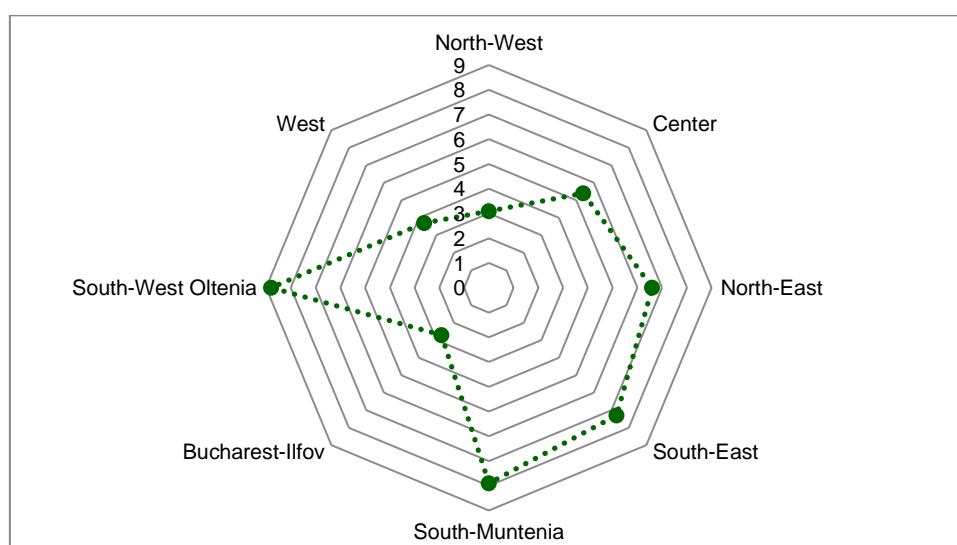 North-West
9
8
7
6
5
4
3
2
1
0
West
Center
South-West Oltenia
North-East
Bucharest-Ilfov
South-East
South-Muntenia